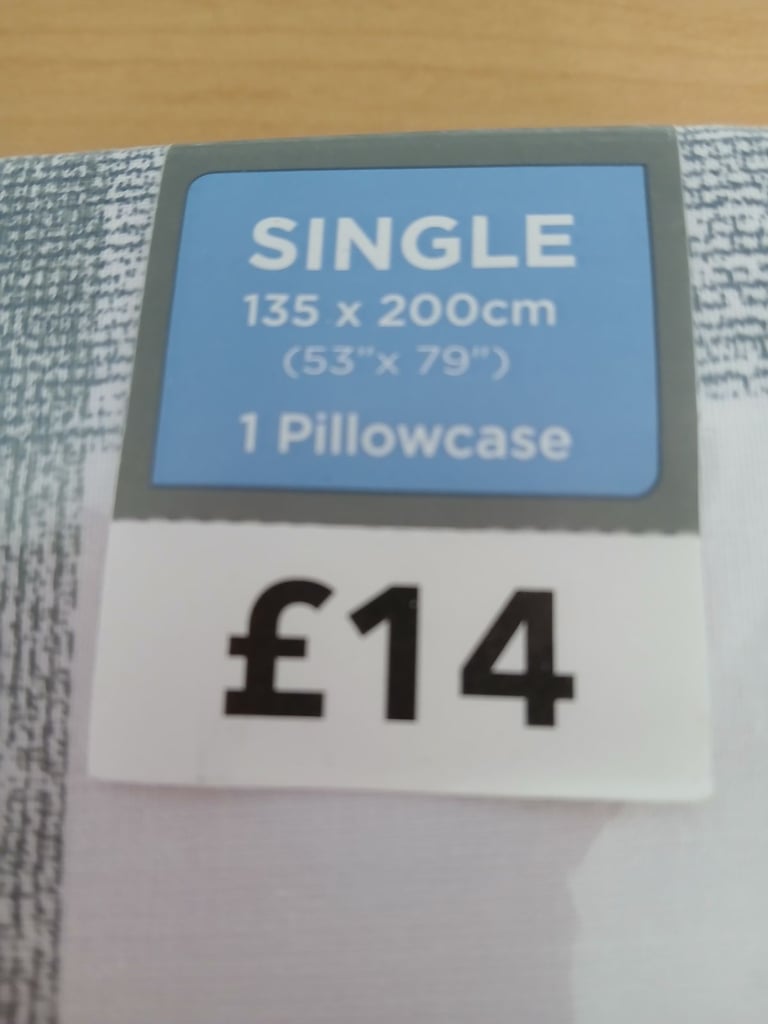 SINGLE
135 x 200cm
(53"x 79")
1 Pillowcase
£14